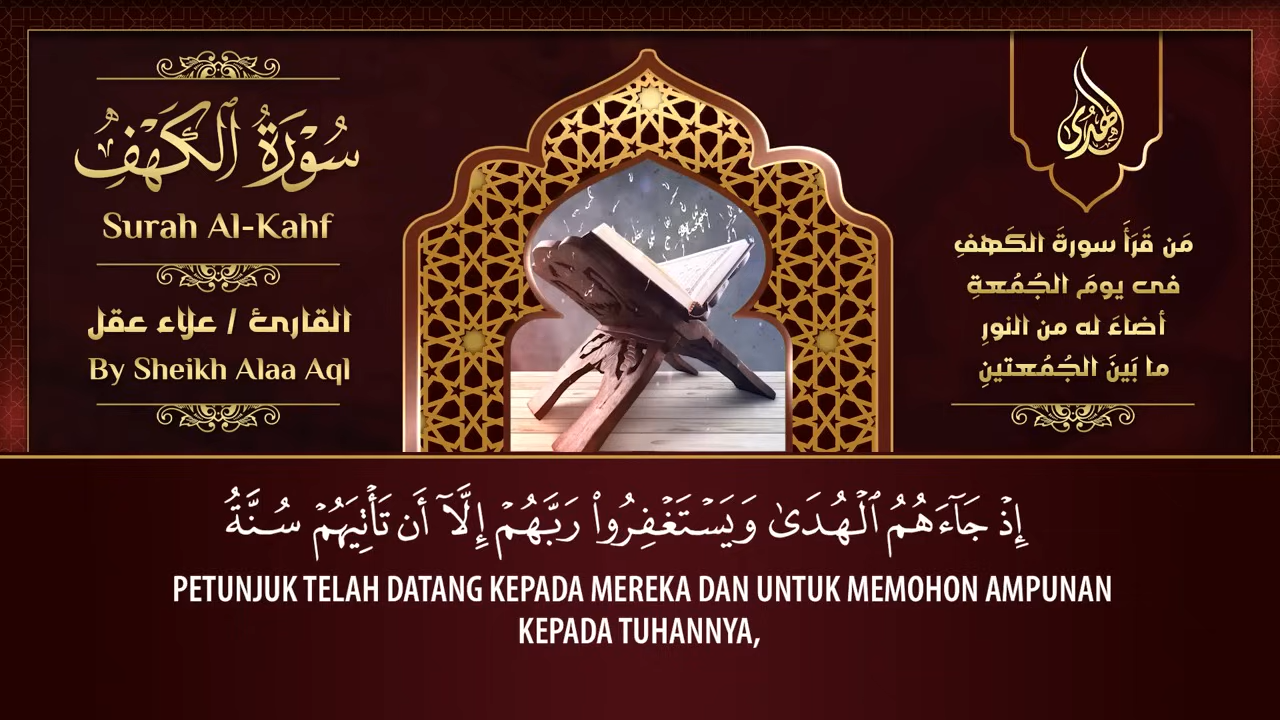 سُورَةُ ٱلْكَهْفِ
Surah Al-Kahf
القارئ / علاء عقل
By Sheikh Alaa Aql
الهدى
مَن قَرَأَ سورةَ الكَهفِ
فى يومَ الجُمُعةِ
أضاءَ له من النورِ
ما بَينَ الجُمُعتينِ
إِذْ جَآءَهُمُ ٱلْهُدَىٰ وَيَسْتَغْفِرُوا۟ رَبَّهُمْ إِلَّآ أَن تَأْتِيَهُمْ سُنَّةُ
PETUNJUK TELAH DATANG KEPADA MEREKA DAN UNTUK MEMOHON AMPUNAN
KEPADA TUHANNYA,